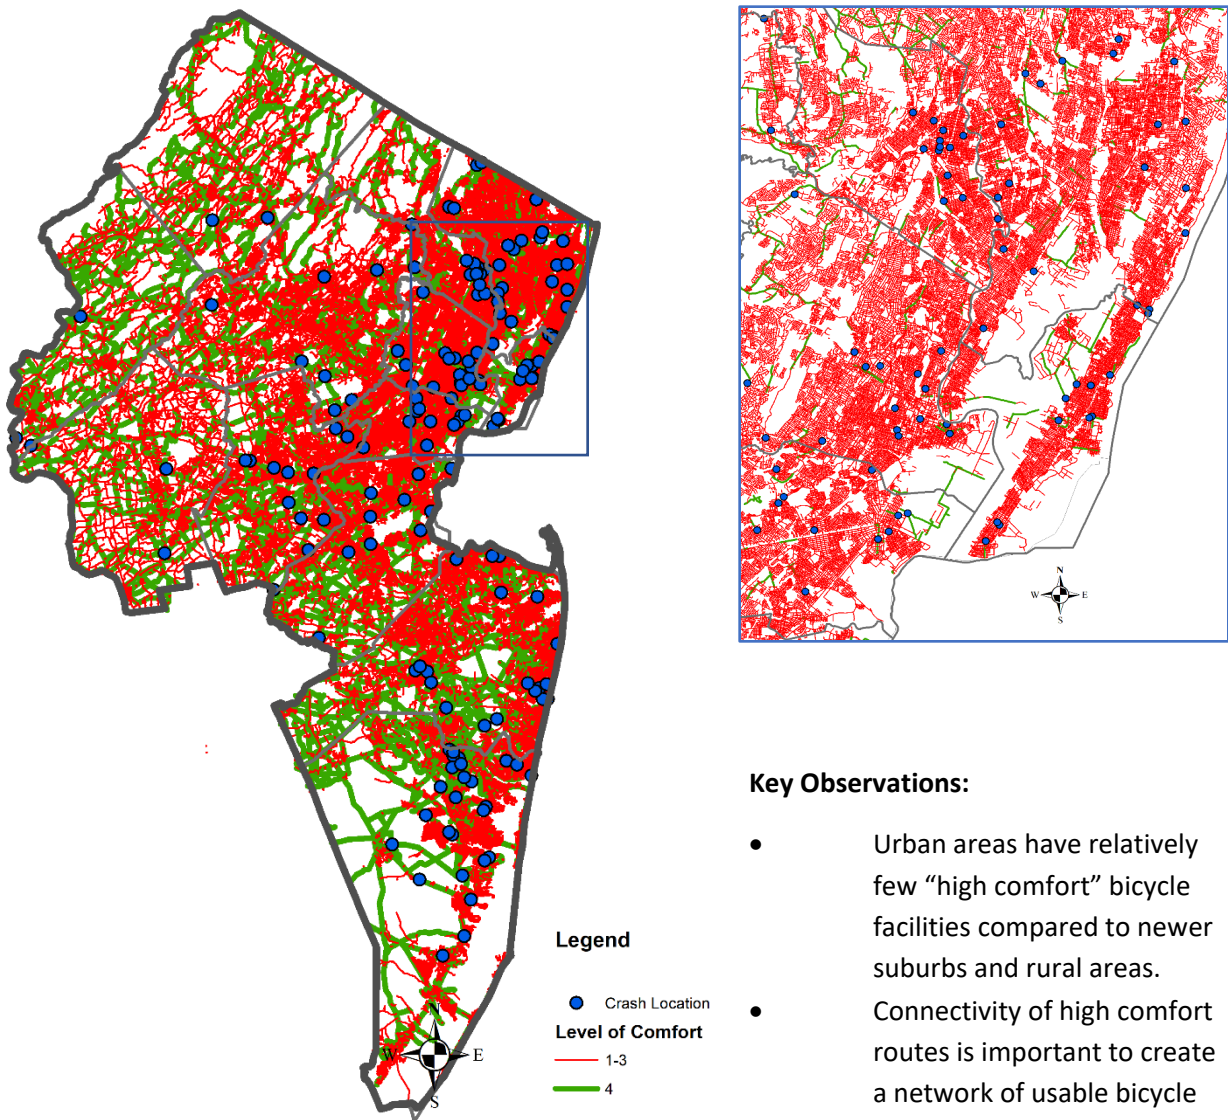 N
W
E
S
Key Observations:
• Urban areas have relatively
few “high comfort” bicycle
facilities compared to newer
suburbs and rural areas.
• Connectivity of high comfort
routes is important to create
a network of usable bicycle
Legend
Crash Location
Level of Comfort
1-3
4
N
W
E
S